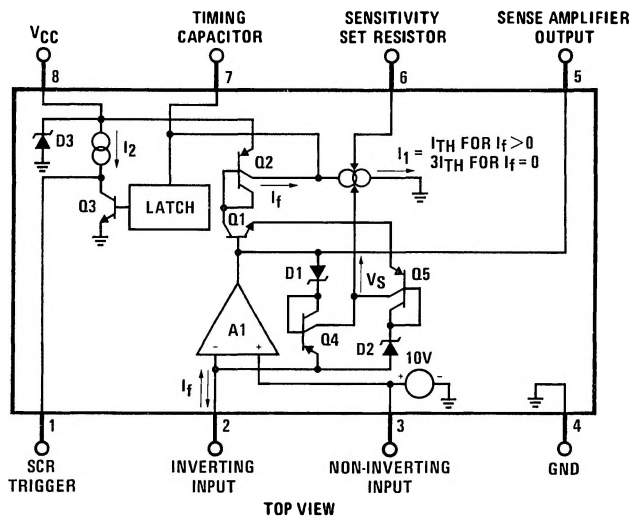 TIMING
CAPACITOR
SENSITIVITY
SET RESISTOR
SENSE AMPLIFIER
OUTPUT
VCC
8
7
6
5
D3
I2
Q2
I1 = ITH FOR If>0
3ITH FOR If=0
If
Q3
LATCH
Q1
D1
VS
Q5
A1
Q4
D2
10V
- +
+ -
If
1
2
3
4
SCR
TRIGGER
INVERTING
INPUT
NON-INVERTING
INPUT
GND
TOP VIEW